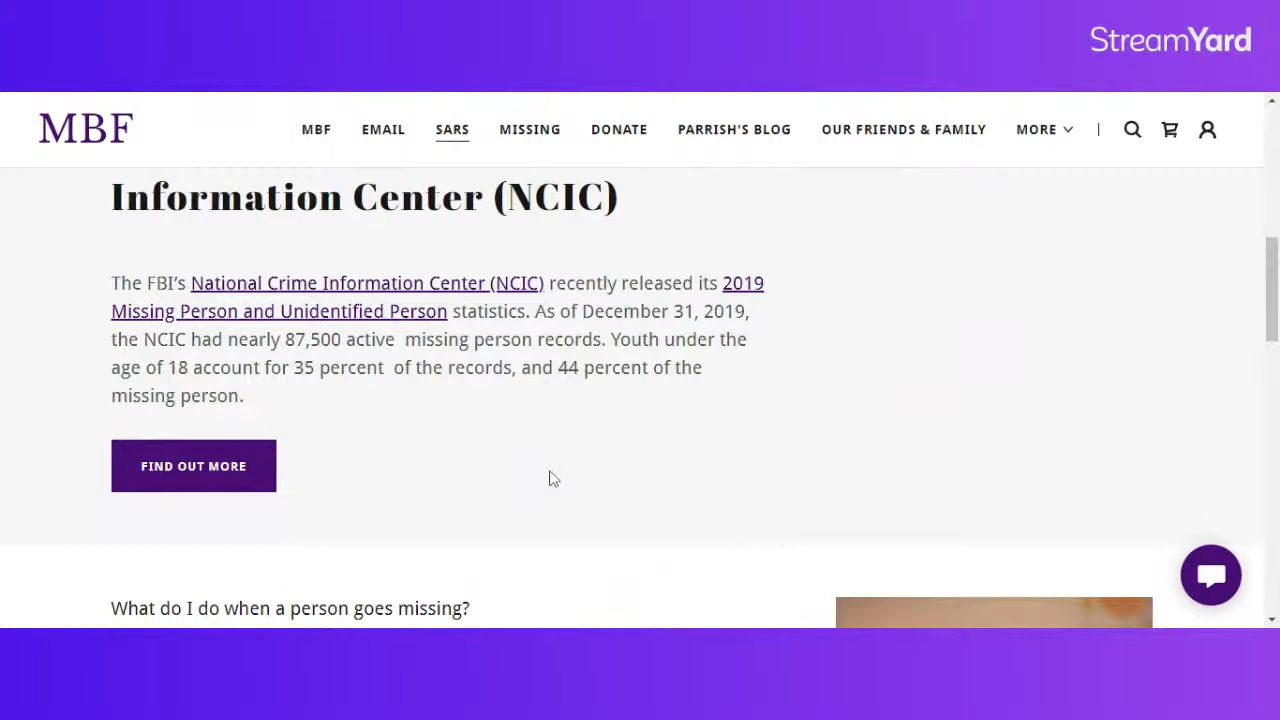 StreamYard
MBF
MBF EMAIL SARS MISSING DONATE PARRISH'S BLOG OUR FRIENDS & FAMILY MORE
Information Center (NCIC)
The FBI’s National Crime Information Center (NCIC) recently released its 2019
Missing Person and Unidentified Person statistics. As of December 31, 2019,
the NCIC had nearly 87,500 active  missing person records. Youth under the
age of 18 account for 35 percent  of the records, and 44 percent of the
missing person.
FIND OUT MORE
What do I do when a person goes missing?